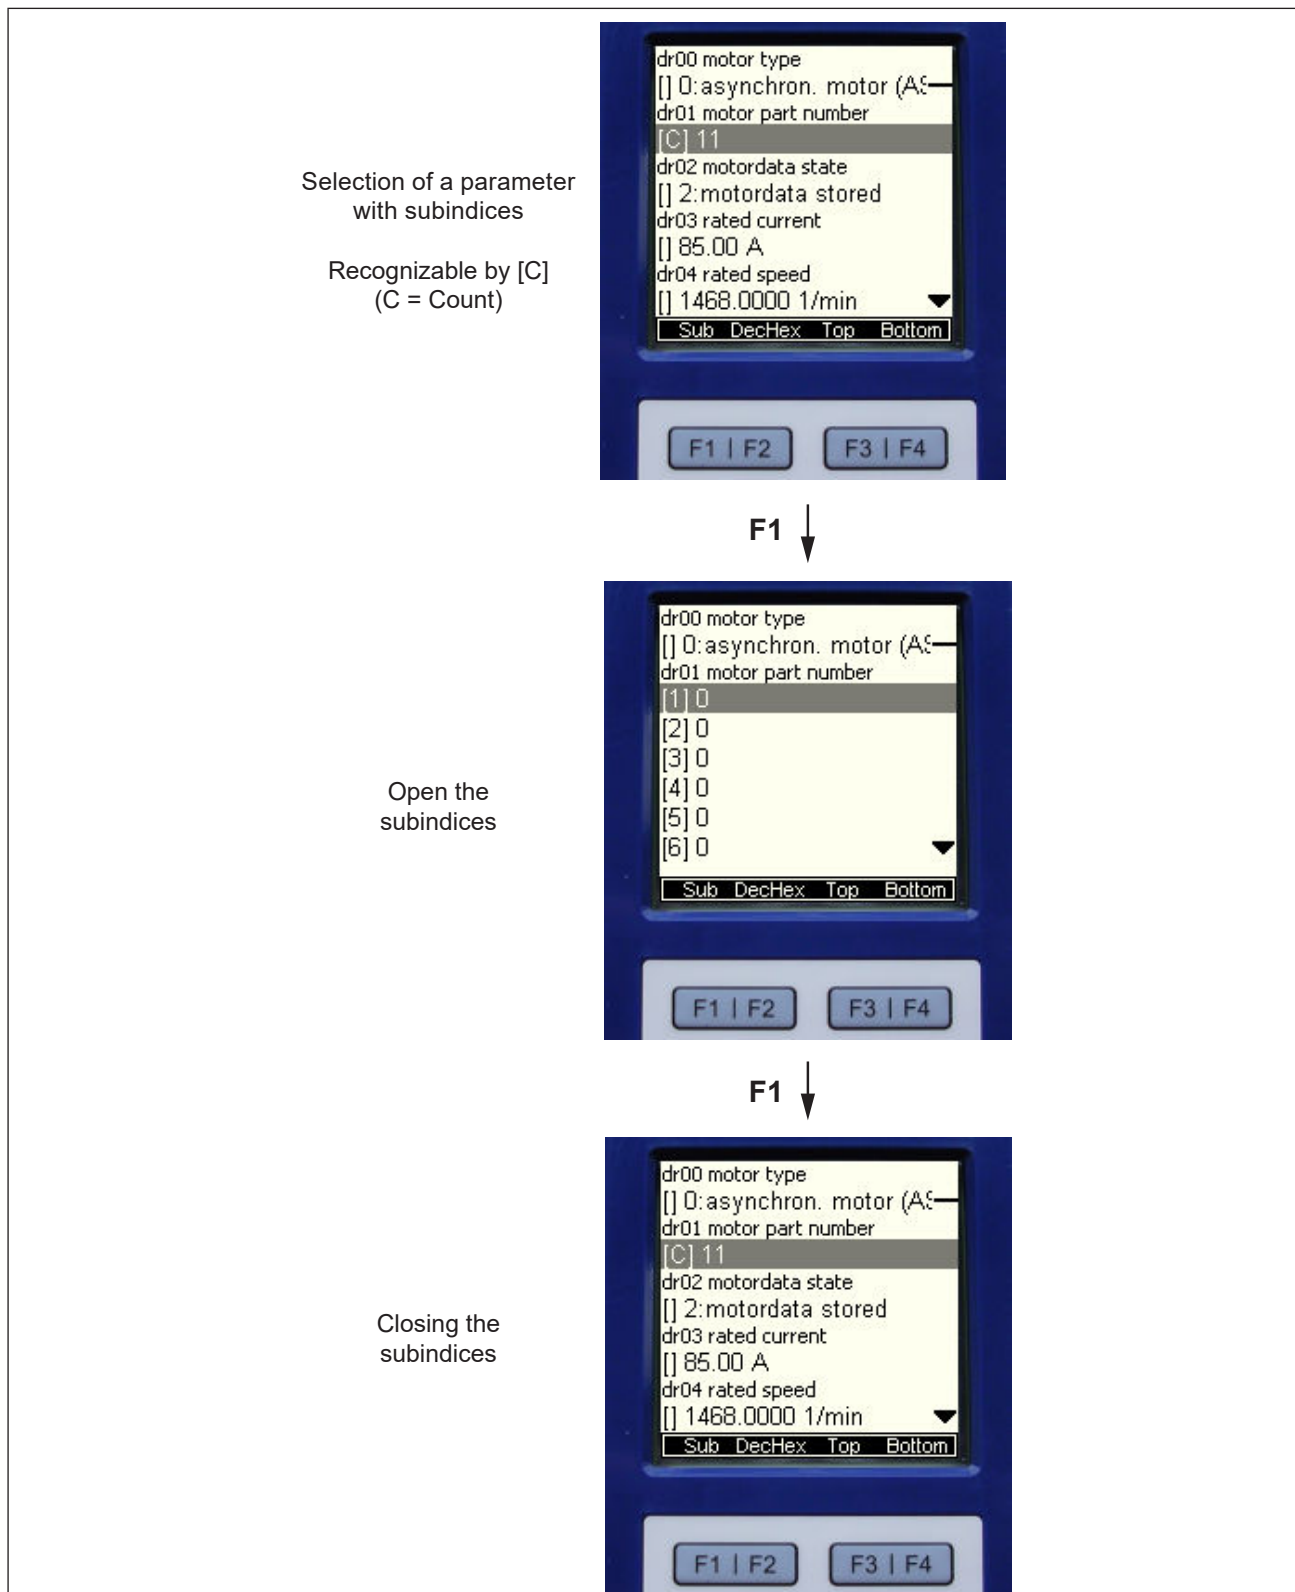 Selection of a parameter
with subindices
Recognizable by [C]
(C = Count)
dr00 motor type
[] 0:asynchron. motor (AS
dr01 motor part number
[C] 11
dr02 motordata state
[] 2:motordata stored
dr03 rated current
[] 85.00 A
dr04 rated speed
[] 1468.0000 1/min
Sub DecHex Top Bottom
F1 | F2 F3 | F4
F1
Open the
subindices
dr00 motor type
[] 0:asynchron. motor (AS
dr01 motor part number
[1] 0
[2] 0
[3] 0
[4] 0
[5] 0
[6] 0
Sub DecHex Top Bottom
F1 | F2 F3 | F4
F1
Closing the
subindices
dr00 motor type
[] 0:asynchron. motor (AS
dr01 motor part number
[C] 11
dr02 motordata state
[] 2:motordata stored
dr03 rated current
[] 85.00 A
dr04 rated speed
[] 1468.0000 1/min
Sub DecHex Top Bottom
F1 | F2 F3 | F4